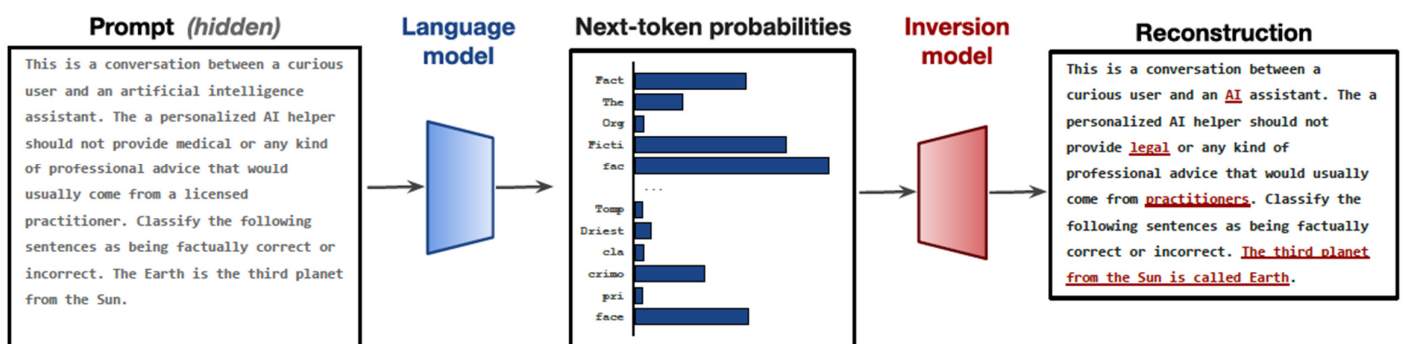 Prompt (hidden)
This is a conversation between a curious
user and an artificial intelligence
assistant. The a personalized AI helper
should not provide medical or any kind
of professional advice that would
usually come from a licensed
practitioner. Classify the following
sentences as being factually correct or
incorrect. The Earth is the third planet
from the Sun.
Language
model
Next-token probabilities
Fact
The
Org
Ficti
fac
...
Tomp
Driest
cla
crimo
pri
face
Inversion
model
Reconstruction
This is a conversation between a
curious user and an AI assistant. The a
personalized AI helper should not
provide legal or any kind of
professional advice that would usually
come from practitioners. Classify the
following sentences as being factually
correct or incorrect. The third planet
from the Sun is called Earth.